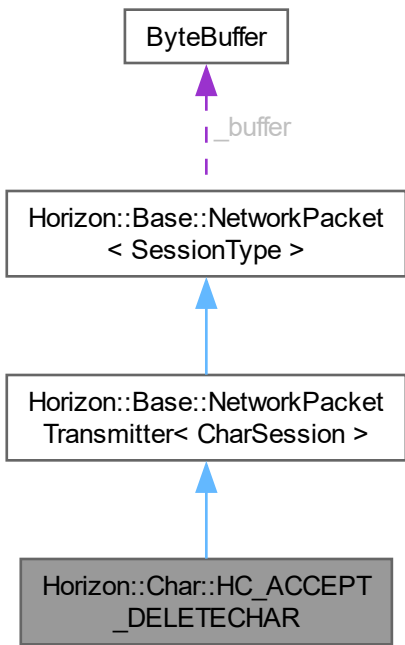 ByteBuffer
_buffer
Horizon::Base::NetworkPacket
< SessionType >
Horizon::Base::NetworkPacket
Transmitter< CharSession >
Horizon::Char::HC_ACCEPT
_DELETECHAR